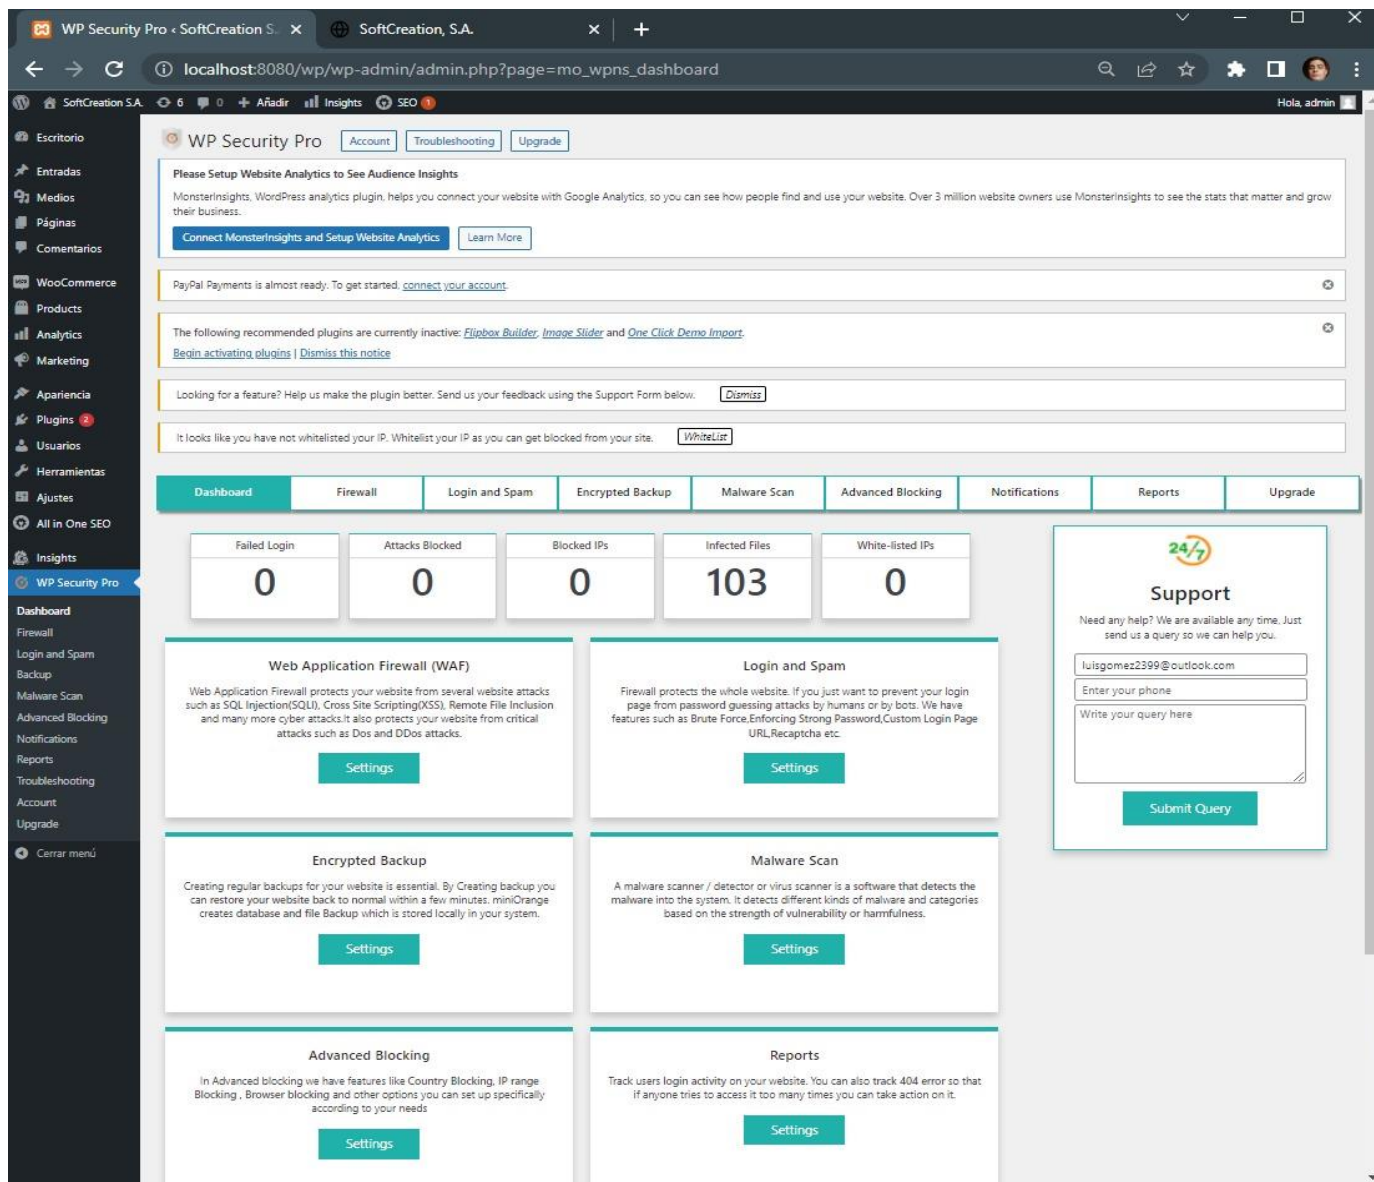 WP Security Pro ‹ SoftCreation S.
SoftCreation, S.A.
localhost:8080/wp/wp-admin/admin.php?page=mo_wpns_dashboard
SoftCreation S.A. 6 0 + Añadir Insights SEO 1
Hola, admin
Escritorio
Entradas
Medios
Páginas
Comentarios
WooCommerce
Products
Analytics
Marketing
Apariencia
Plugins 2
Usuarios
Herramientas
Ajustes
All in One SEO
Insights
WP Security Pro
Dashboard
Firewall
Login and Spam
Backup
Malware Scan
Advanced Blocking
Notifications
Reports
Troubleshooting
Account
Upgrade
Cerrar menú
WP Security Pro Account Troubleshooting Upgrade
Please Setup Website Analytics to See Audience Insights
MonsterInsights, WordPress analytics plugin, helps you connect your website with Google Analytics, so you can see how people find and use your website. Over 3 million website owners use MonsterInsights to see the stats that matter and grow
their business.
Connect MonsterInsights and Setup Website Analytics Learn More
PayPal Payments is almost ready. To get started, connect your account.
The following recommended plugins are currently inactive: Flipbox Builder, Image Slider and One Click Demo Import.
Begin activating plugins | Dismiss this notice
Looking for a feature? Help us make the plugin better. Send us your feedback using the Support Form below. Dismiss
It looks like you have not whitelisted your IP. Whitelist your IP as you can get blocked from your site. WhiteList
Dashboard Firewall Login and Spam Encrypted Backup Malware Scan Advanced Blocking Notifications Reports Upgrade
Failed Login
0
Attacks Blocked
0
Blocked IPs
0
Infected Files
103
White-listed IPs
0
Web Application Firewall (WAF)
Web Application Firewall protects your website from several website attacks
such as SQL Injection(SQLI), Cross Site Scripting(XSS), Remote File Inclusion
and many more cyber attacks.It also protects your website from critical
attacks such as Dos and DDos attacks.
Settings
Login and Spam
Firewall protects the whole website. If you just want to prevent your login
page from password guessing attacks by humans or by bots. We have
features such as Brute Force,Enforcing Strong Password,Custom Login Page
URL,Recaptcha etc.
Settings
Encrypted Backup
Creating regular backups for your website is essential. By Creating backup you
can restore your website back to normal within a few minutes. miniOrange
creates database and file Backup which is stored locally in your system.
Settings
Malware Scan
A malware scanner / detector or virus scanner is a software that detects the
malware into the system. It detects different kinds of malware and categories
based on the strength of vulnerability or harmfulness.
Settings
Advanced Blocking
In Advanced blocking we have features like Country Blocking, IP range
Blocking , Browser blocking and other options you can set up specifically
according to your needs
Settings
Reports
Track users login activity on your website. You can also track 404 error so that
if anyone tries to access it too many times you can take action on it.
Settings
24/7
Support
Need any help? We are available any time, Just
send us a query so we can help you.
luisgomez2399@outlook.com
Enter your phone
Write your query here
Submit Query